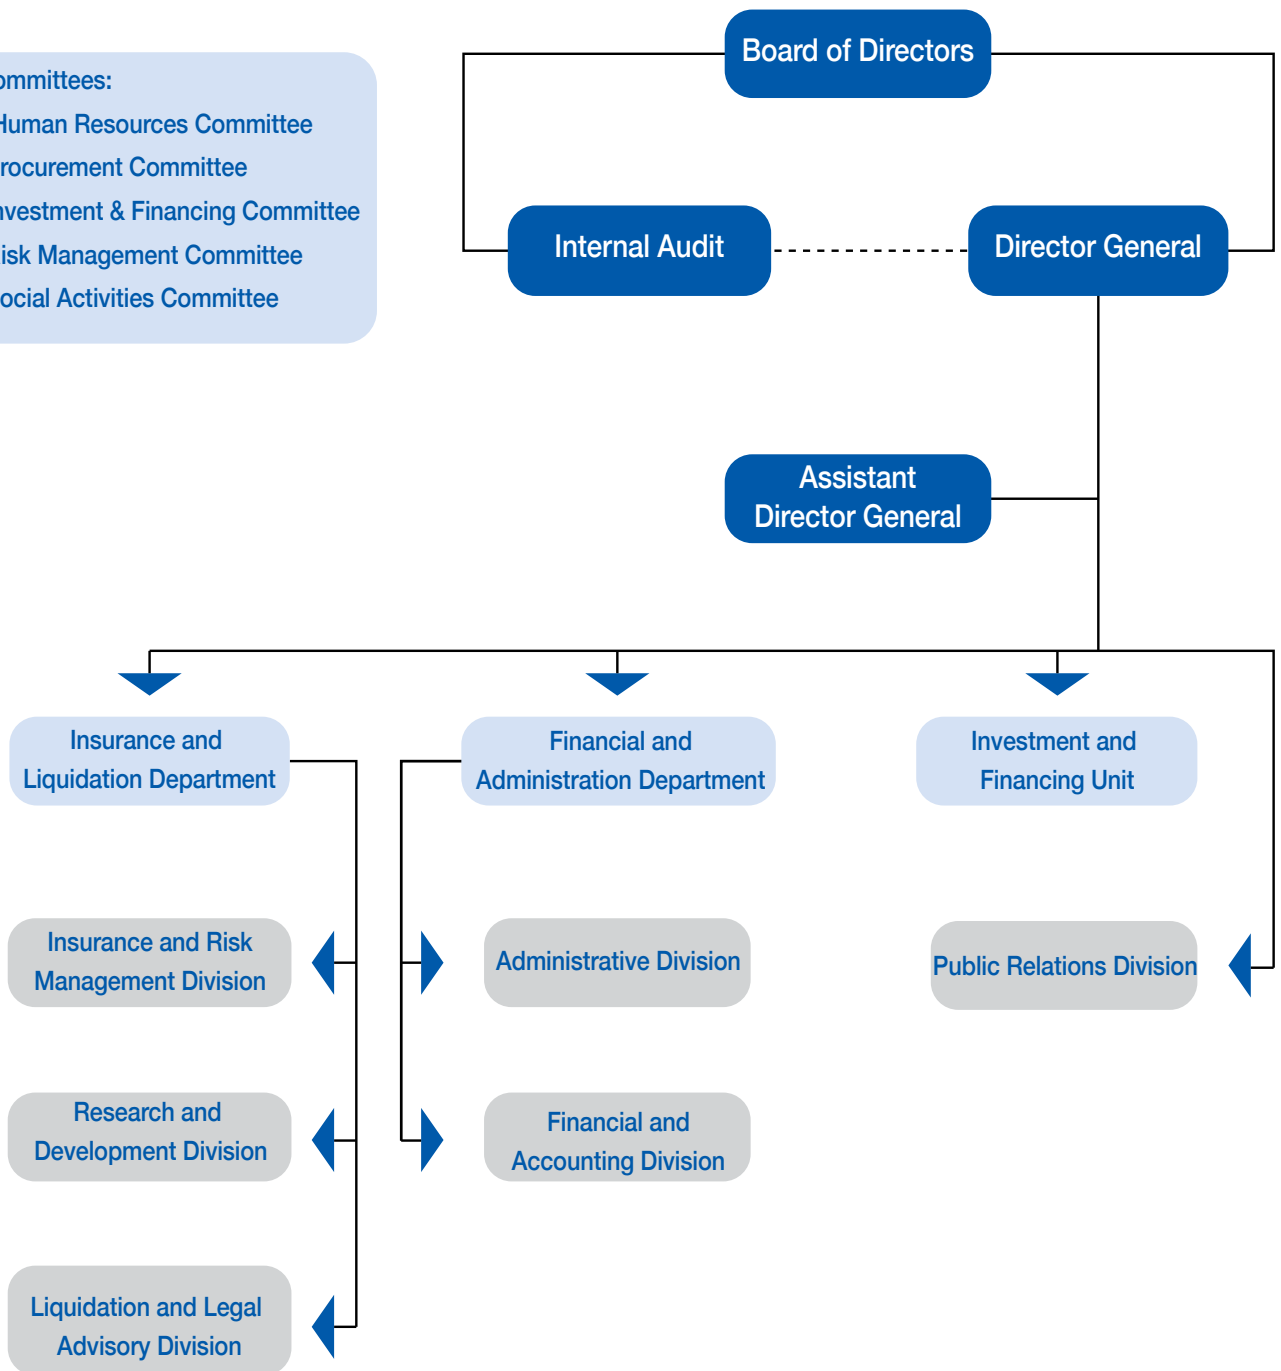 Board of Directors
ommittees:
Human Resources Committee
rocurement Committee
nvestment & Financing Committee
isk Management Committee
ocial Activities Committee
Internal Audit
Director General
Assistant
Director General
Insurance and
Liquidation Department
Financial and
Administration Department
Investment and
Financing Unit
Insurance and Risk
Management Division
Administrative Division
Public Relations Division
Research and
Development Division
Financial and
Accounting Division
Liquidation and Legal
Advisory Division